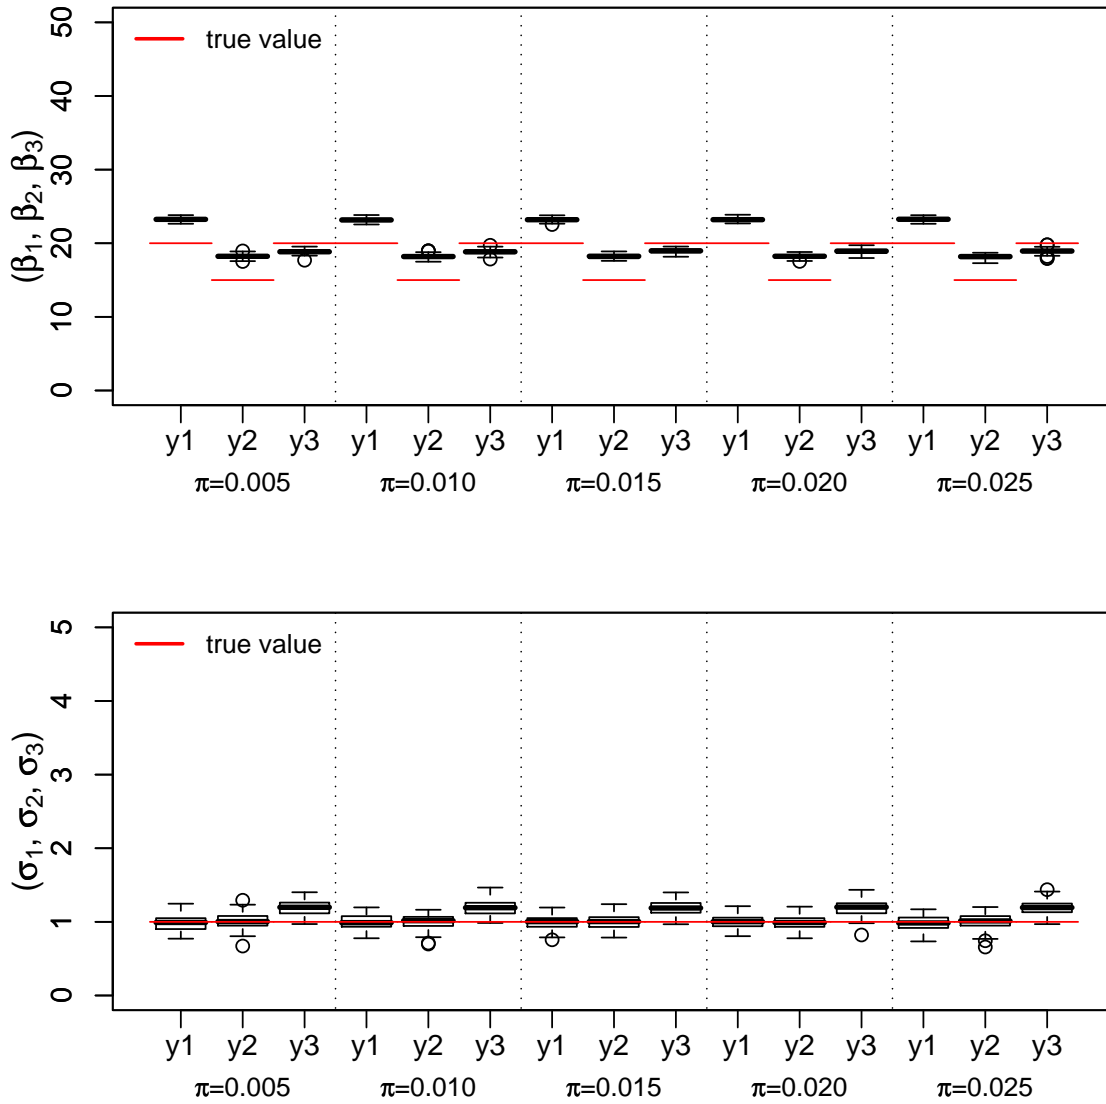 50
true value
40
30
20
10
0
(β1, β2, β3)
y1 y2 y3 y1 y2 y3 y1 y2 y3 y1 y2 y3 y1 y2 y3
π=0.005 π=0.010 π=0.015 π=0.020 π=0.025
5
true value
4
3
2
1
0
(σ1, σ2, σ3)
y1 y2 y3 y1 y2 y3 y1 y2 y3 y1 y2 y3 y1 y2 y3
π=0.005 π=0.010 π=0.015 π=0.020 π=0.025